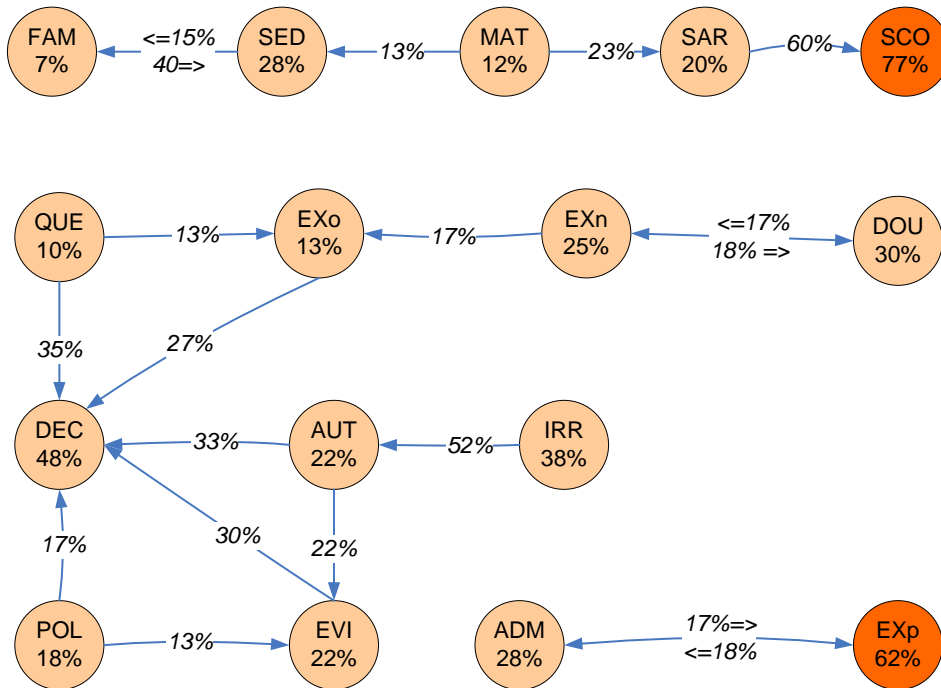 FAM
7%
<=15%
40=>
SED
28%
13%
MAT
12%
23%
SAR
20%
60%
SCO
77%
QUE
10%
13%
EXo
13%
17%
EXn
25%
<=17%
18% =>
DOU
30%
35%
27%
DEC
48%
33%
AUT
22%
52%
IRR
38%
17%
30%
22%
POL
18%
13%
EVI
22%
ADM
28%
17%=>
<=18%
EXp
62%